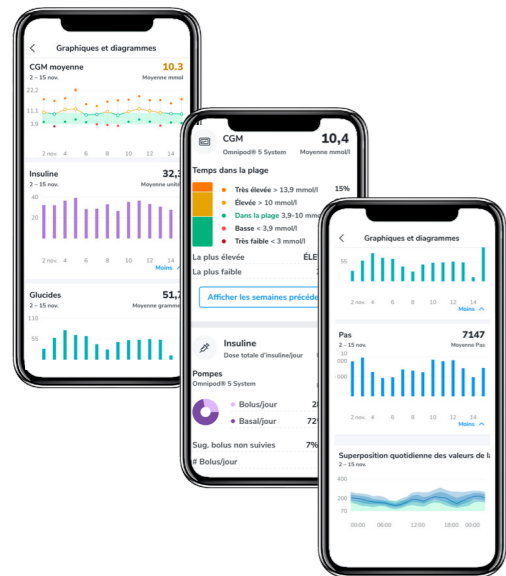 Graphiques et diagrammes
CGM moyenne 10.3
2 – 15 nov. Moyenne mmol
22,2
11,1
3,9
2 nov. 4 6 8 10 12 14
Insuline 32,
2 – 15 nov. Moyenne unité
40
20
2 nov. 4 6 8 10 12 14
Moins
Glucides 51,
2 – 15 nov. Moyenne gramme
110
55
CGM 10,4
Omnipod® 5 System Moyenne mmol/l
Temps dans la plage
Très élevée > 13,9 mmol/l 15%
Élevée > 10 mmol/l
Dans la plage 3,9-10 mmo
Basse < 3,9 mmol/l
Très faible < 3 mmol/l
La plus élevée ÉLE
La plus faible
Afficher les semaines précéde
Insuline
Dose totale d'insuline/jour
Pompes
Omnipod® 5 System
Bolus/jour 28
Basal/jour 72
Sug. bolus non suivies 7%
# Bolus/jour
Graphiques et diagrammes
55
2 nov. 4 6 8 10 12 14
Moins
Pas 7147
2 – 15 nov. Moyenne Pas
10
000
000
2 nov. 4 6 8 10 12 14
Moins
Superposition quotidienne des valeurs de
2 – 15 nov.
400
200
70
00:00 06:00 12:00 18:00 00:00